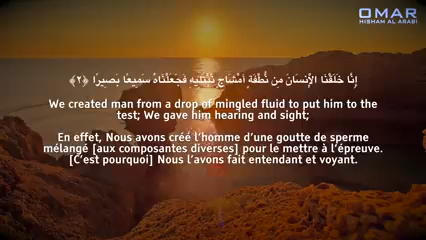 OMAR
HISHAM AL ARABI
إِنَّا خَلَقْنَا الْإِنسَانَ مِن نُّطْفَةٍ أَمْشَاجٍ نَّبْتَلِيهِ فَجَعَلْنَاهُ سَمِيعًا بَصِيرًا ﴿٢﴾
We created man from a drop of mingled fluid to put him to the
test; We gave him hearing and sight;
En effet, Nous avons créé l'homme d'une goutte de sperme
mélangé [aux composantes diverses] pour le mettre à l'épreuve.
[C'est pourquoi] Nous l'avons fait entendant et voyant.